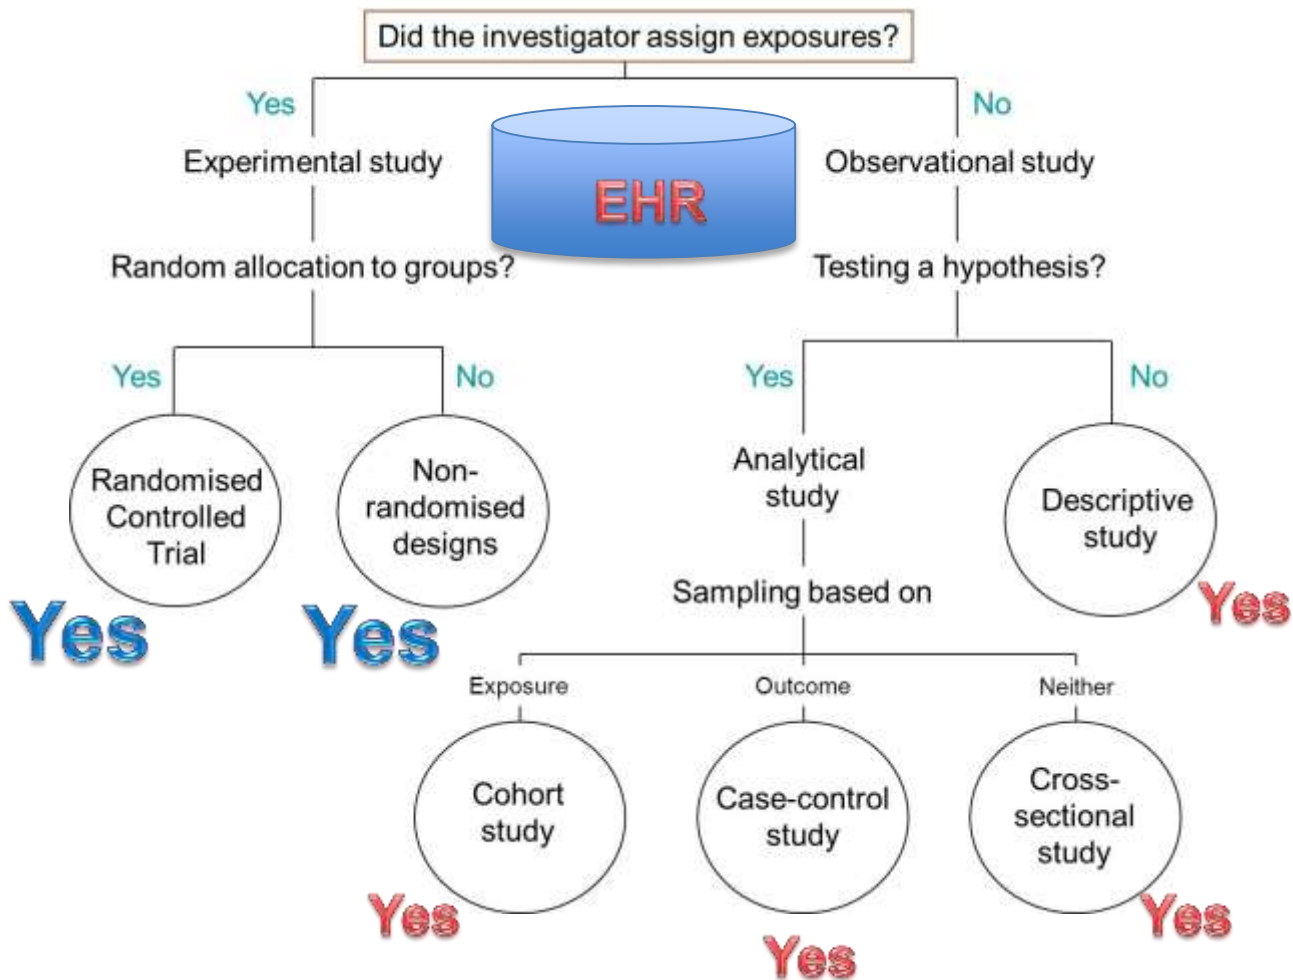 Did the investigator assign exposures?
Yes
No
Experimental study
EHR
Observational study
Random allocation to groups?
Testing a hypothesis?
Yes
No
Yes
No
Randomised
Controlled
Trial
Non-
randomised
designs
Analytical
study
Descriptive
study
Yes
Yes
Sampling based on
Yes
Exposure
Outcome
Neither
Cohort
study
Case-control
study
Cross-
sectional
study
Yes
Yes
Yes